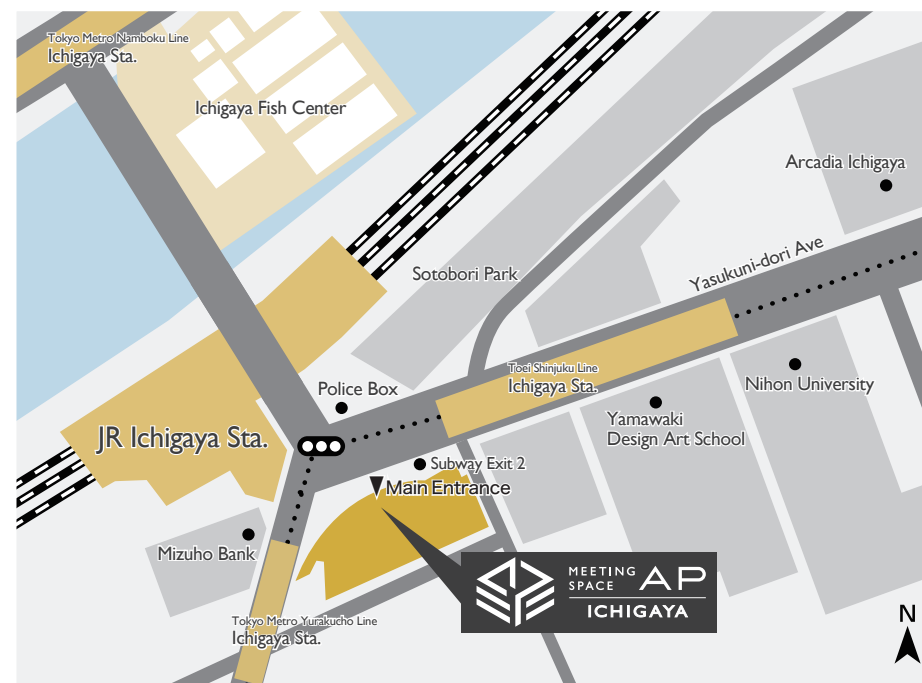 Tokyo Metro Namboku Line
Ichigaya Sta.
Ichigaya Fish Center
Arcadia Ichigaya
Sotobori Park
Yasukuni-dori Ave
Toei Shinjuku Line
Ichigaya Sta.
Police Box
Nihon University
Yamawaki
Design Art School
JR Ichigaya Sta.
Subway Exit 2
Main Entrance
Mizuho Bank
MEETING
SPACE AP
ICHIGAYA
Tokyo Metro Yurakucho Line
Ichigaya Sta.
N